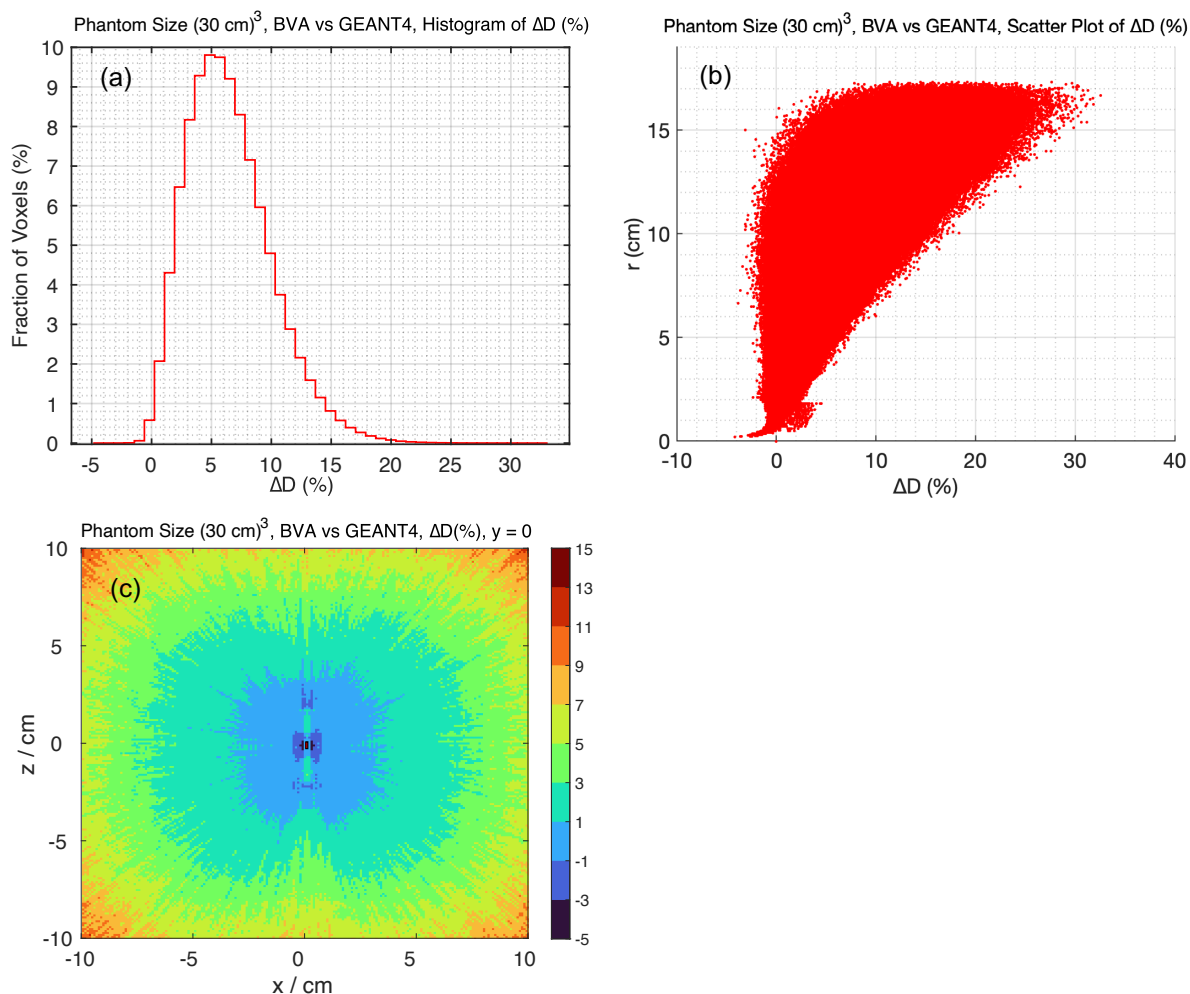 Phantom Size (30 cm)³, BVA vs GEANT4, Histogram of ΔD (%)
(a)
Fraction of Voxels (%)
10
9
8
7
6
5
4
3
2
1
0
-5 0 5 10 15 20 25 30
ΔD (%)
Phantom Size (30 cm)³, BVA vs GEANT4, Scatter Plot of ΔD (%)
(b)
r (cm)
15
10
5
0
-10 0 10 20 30 40
ΔD (%)
Phantom Size (30 cm)³, BVA vs GEANT4, ΔD(%), y = 0
(c)
z / cm
10
5
0
-5
-10
-10 -5 0 5 10
x / cm
15
13
11
9
7
5
3
1
-1
-3
-5